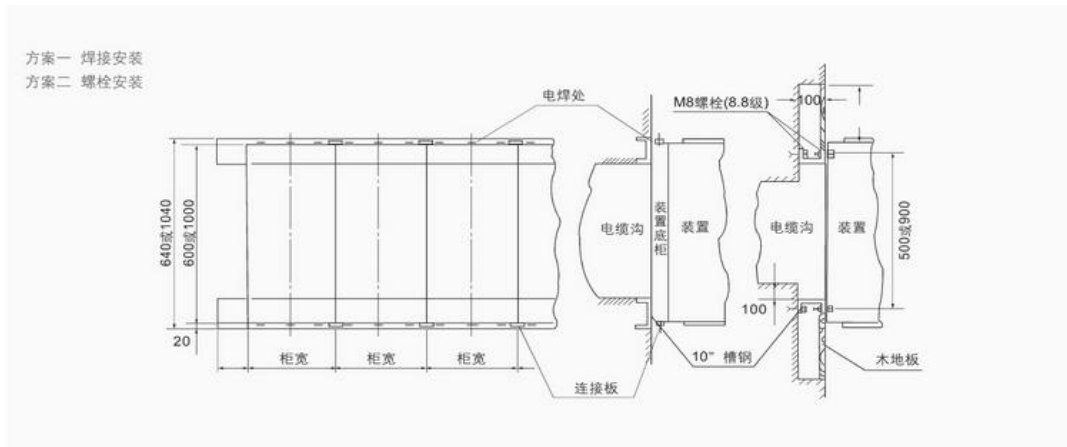 方案一 焊接安装
方案二 螺栓安装
电焊处
M8螺栓(8.8级)
100
640或1040
600或1000
20
柜宽
柜宽
柜宽
连接板
电缆沟
装置底柜
装置
10" 槽钢
电缆沟
装置
500或900
100
木地板